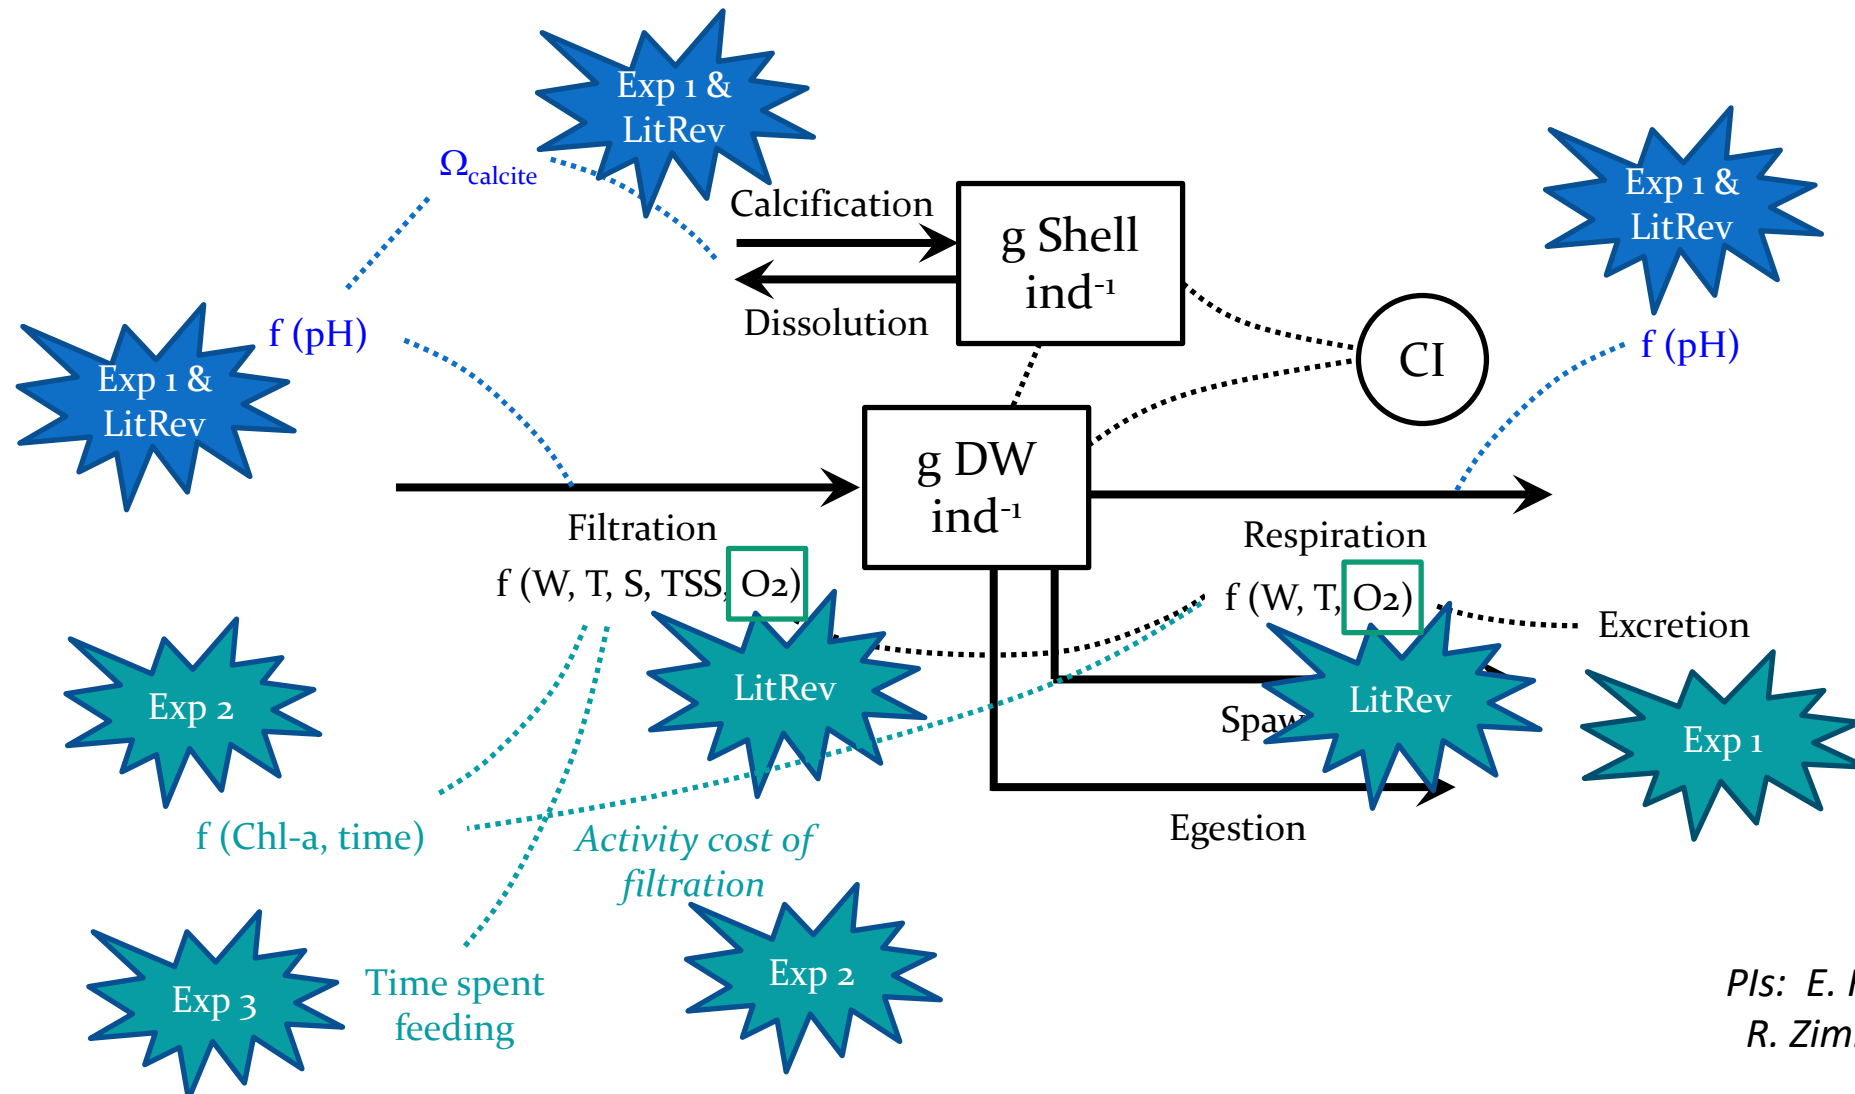 Exp 1 &
LitRev
Ωcalcite
Exp 1 &
LitRev
Calcification
g Shell
ind-1
Dissolution
CI
f (pH)
f (pH)
Exp 1 &
LitRev
g DW
ind-1
Filtration
f (W, T, S, TSS, O2)
Respiration
f (W, T, O2)
Excretion
Exp 2
LitRev
LitRev
Exp 1
f (Chl-a, time)
Activity cost of
filtration
Egestion
Exp 3
Time spent
feeding
Exp 2
PIs: E.
R.